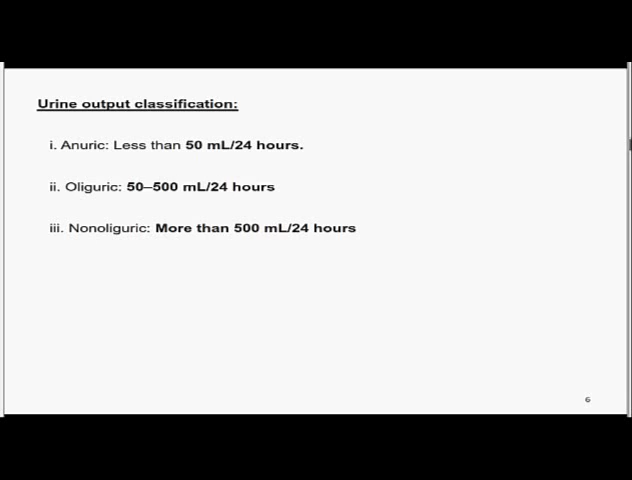 Urine output classification:
i. Anuric: Less than 50 mL/24 hours.
ii. Oliguric: 50–500 mL/24 hours
iii. Nonoliguric: More than 500 mL/24 hours
6